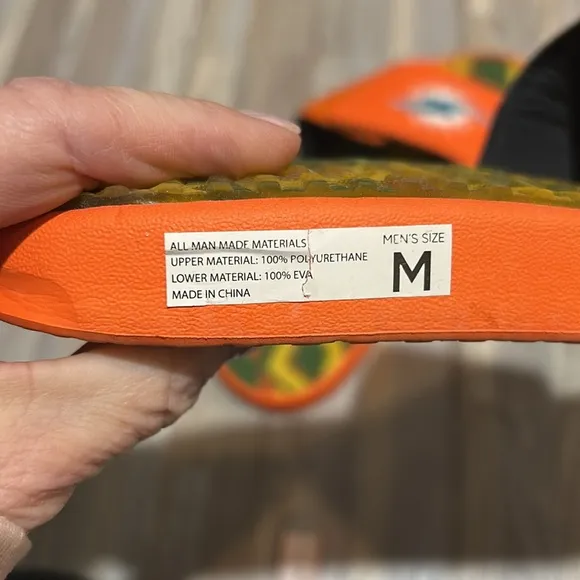 ALL MAN MADE MATERIALS
UPPER MATERIAL: 100% POLYURETHANE
LOWER MATERIAL: 100% EVA
MADE IN CHINA
MEN'S SIZE
M